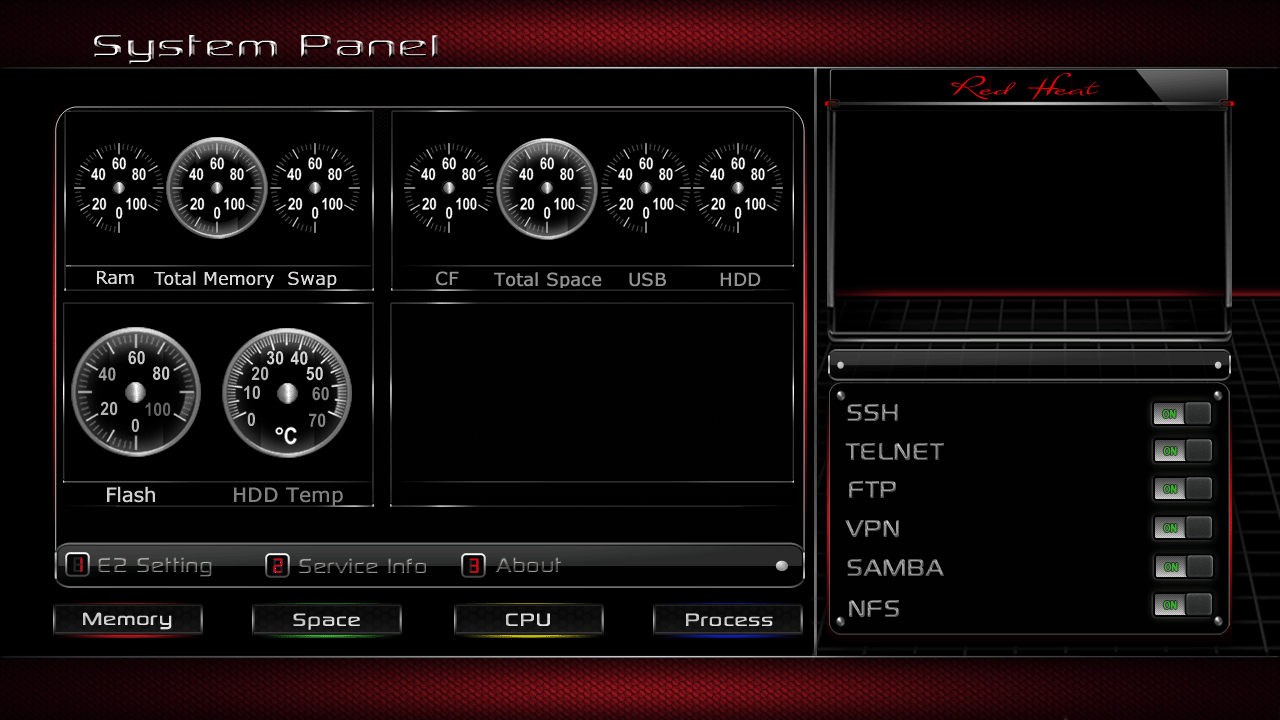 System Panel
Red Heat
60 60 60
40 80 40 80 40 80
20 100 20 100 20 100
0 0 0
Ram Total Memory Swap
60 60 60 60
40 80 40 80 40 80 40 80
20 100 20 100 20 100 20 100
0 0 0 0
CF Total Space USB HDD
60
40 80
20 100
0
Flash
30 40
20 50
10 60
0 70
°C
HDD Temp
1 E2 Setting 2 Service Info 3 About
Memory Space CPU Process
SSH ON
TELNET ON
FTP ON
VPN ON
SAMBA ON
NFS ON